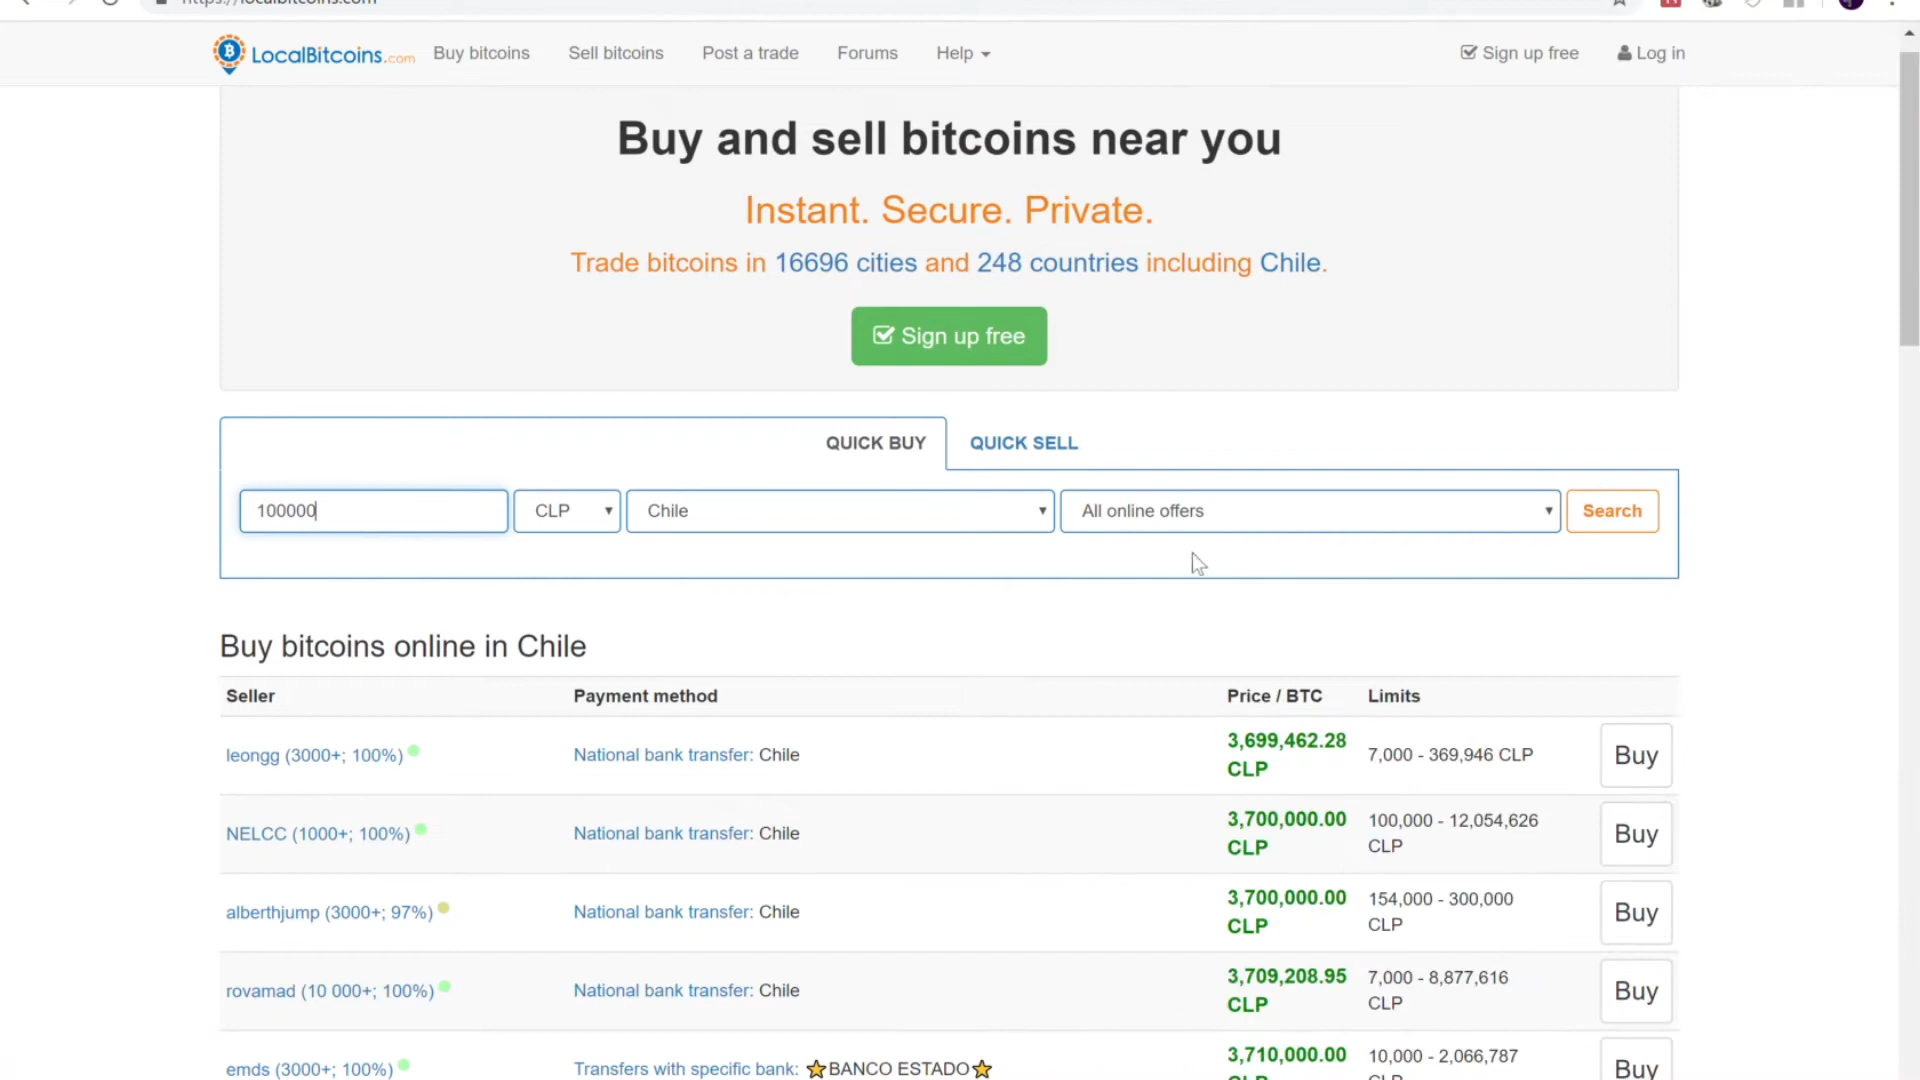 https://localbitcoins.com
LocalBitcoins.com Buy bitcoins Sell bitcoins Post a trade Forums Help Sign up free Log in
Buy and sell bitcoins near you
Instant. Secure. Private.
Trade bitcoins in 16696 cities and 248 countries including Chile.
Sign up free
QUICK BUY QUICK SELL
100000 CLP Chile All online offers Search
Buy bitcoins online in Chile
Seller Payment method Price / BTC Limits
leongg (3000+; 100%) National bank transfer: Chile 3,699,462.28 CLP 7,000 - 369,946 CLP Buy
NELCC (1000+; 100%) National bank transfer: Chile 3,700,000.00 CLP 100,000 - 12,054,626 CLP Buy
alberthjump (3000+; 97%) National bank transfer: Chile 3,700,000.00 CLP 154,000 - 300,000 CLP Buy
rovamad (10 000+; 100%) National bank transfer: Chile 3,709,208.95 CLP 7,000 - 8,877,616 CLP Buy
emds (3000+; 100%) Transfers with specific bank: ⭐BANCO ESTADO⭐ 3,710,000.00 CLP 10,000 - 2,066,787 CLP Buy